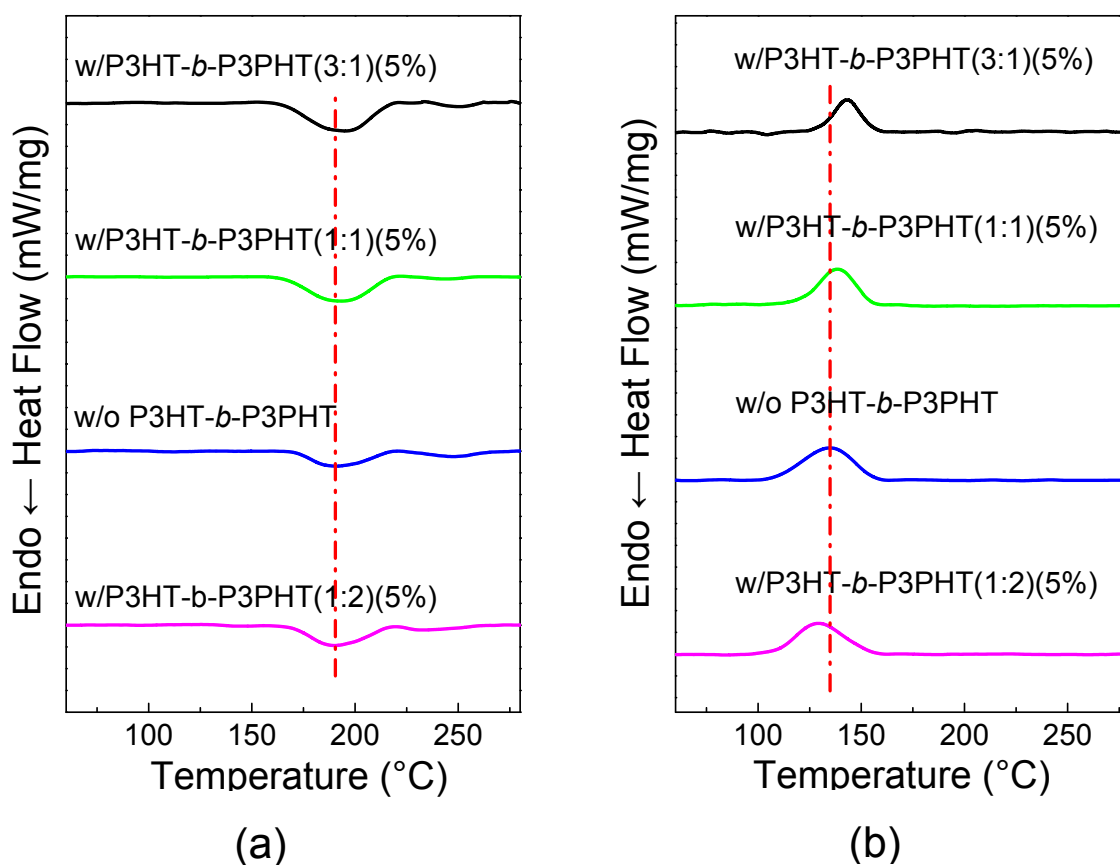 w/P3HT-b-P3PHT(3:1)(5%)
w/P3HT-b-P3PHT(1:1)(5%)
w/o P3HT-b-P3PHT
w/P3HT-b-P3PHT(1:2)(5%)
Endo ← Heat Flow (mW/mg)
100 150 200 250
Temperature (°C)
(a)
w/P3HT-b-P3PHT(3:1)(5%)
w/P3HT-b-P3PHT(1:1)(5%)
w/o P3HT-b-P3PHT
w/P3HT-b-P3PHT(1:2)(5%)
Endo ← Heat Flow (mW/mg)
100 150 200 250
Temperature (°C)
(b)